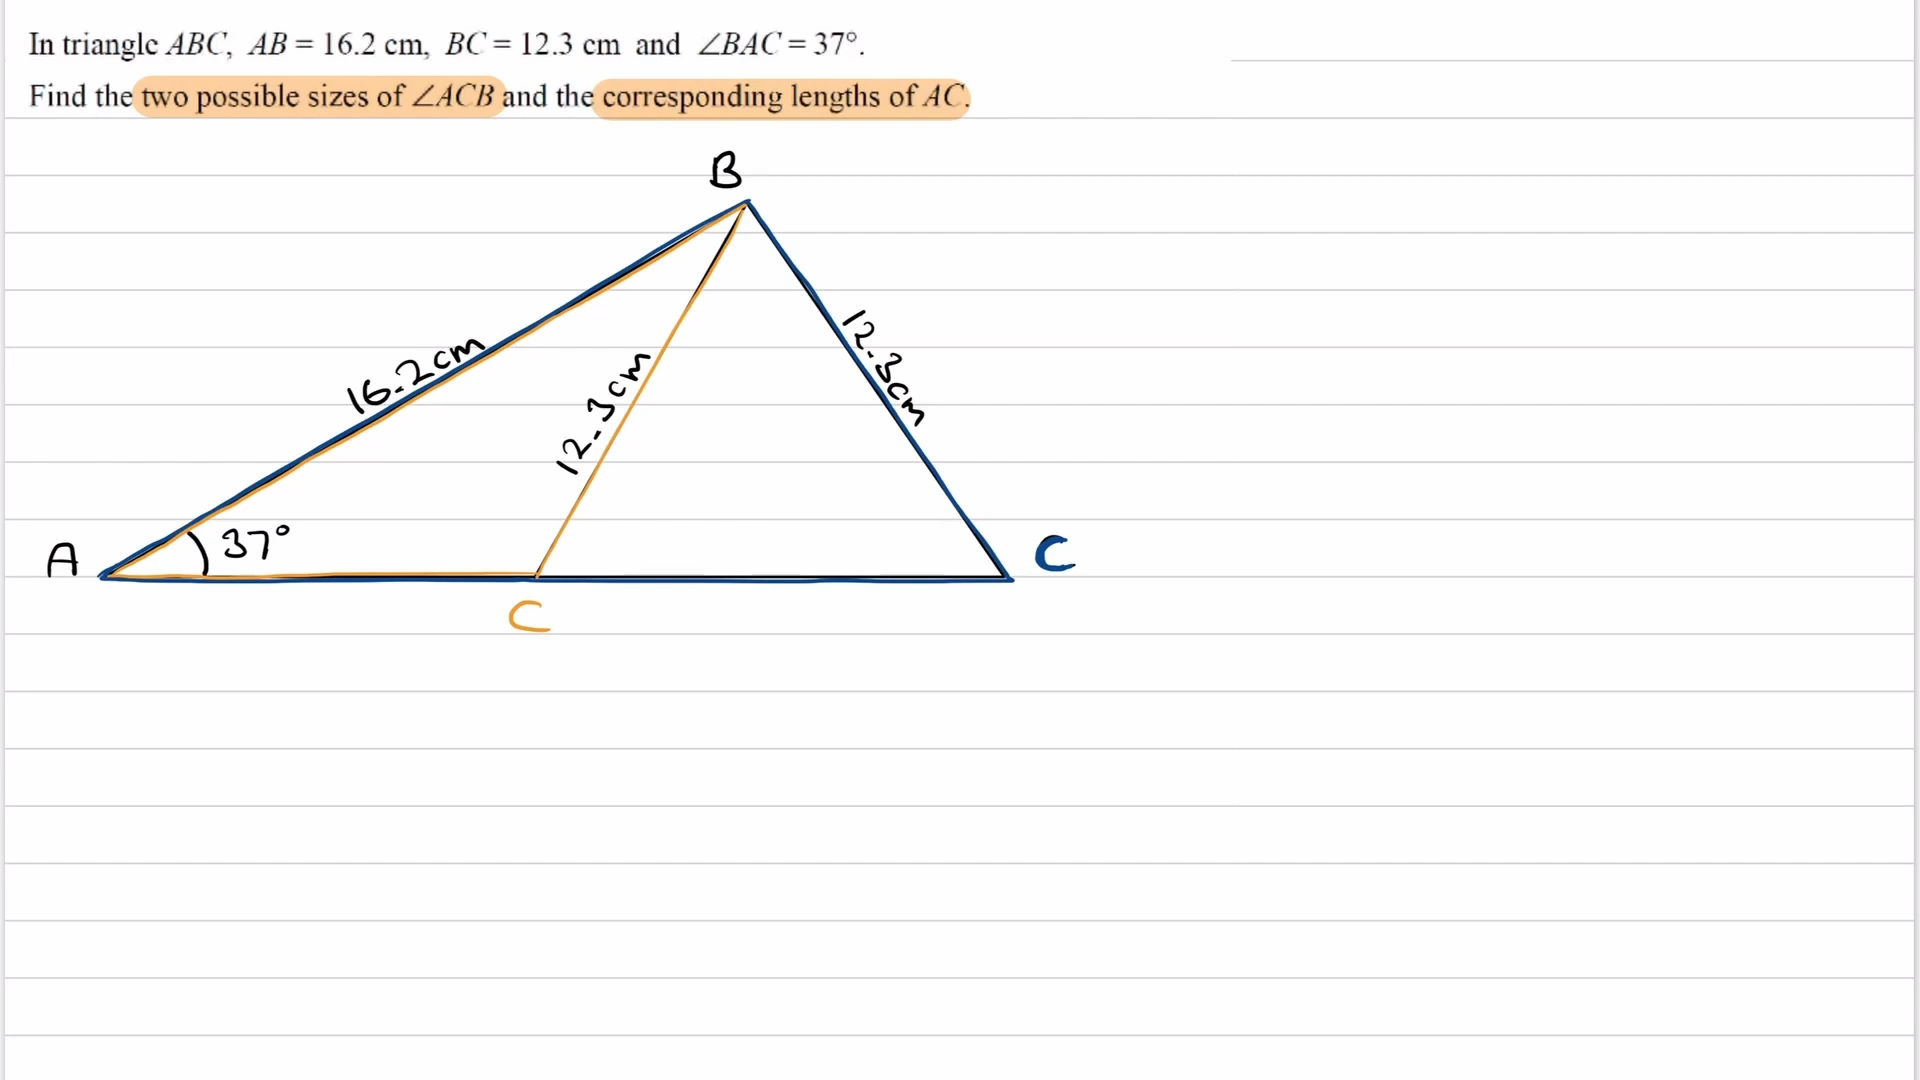 In triangle ABC, AB = 16.2 cm, BC = 12.3 cm and ∠BAC = 37°.
Find the two possible sizes of ∠ACB and the corresponding lengths of AC.
B
16.2cm
12.3cm
12.3cm
A
37°
C
C